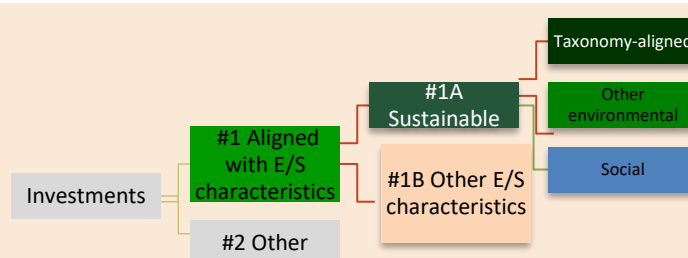 Taxonomy-aligned
#1A
Sustainable
Other
environmental
#1 Aligned
with E/S
characteristics
Social
#1B Other E/S
characteristics
Investments
#2 Other